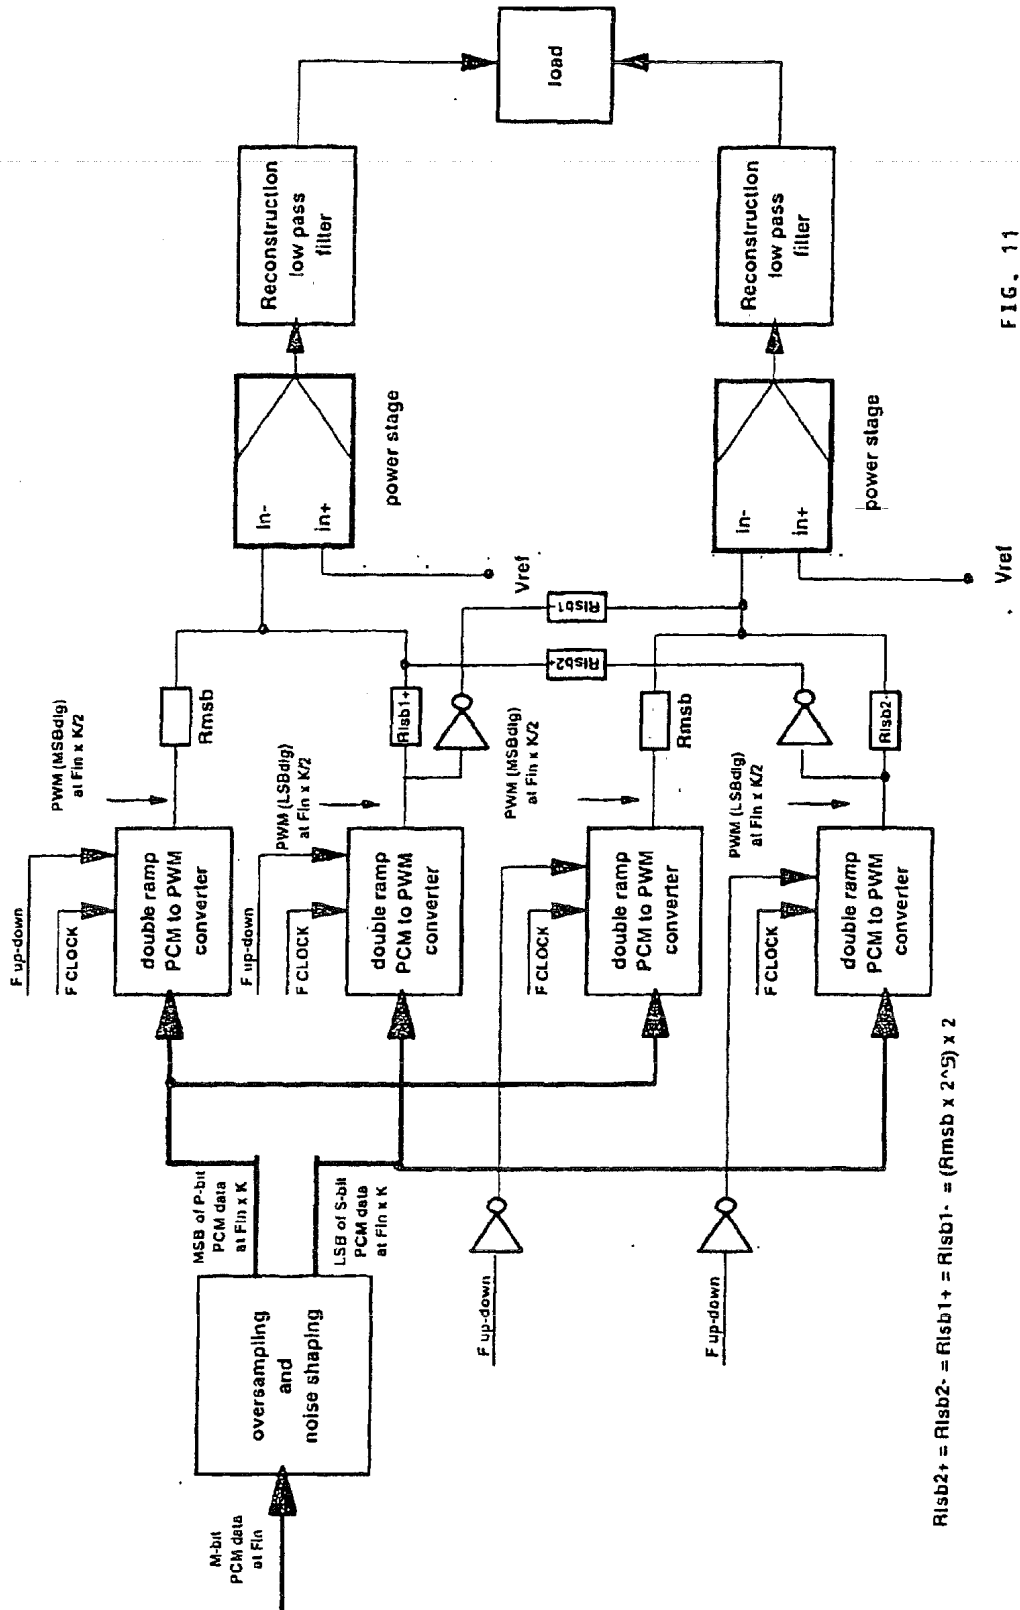 M-bit
PCM data
at Fin
oversampling
and
noise shaping
MSB of P-bit
PCM data
at Fin x K
LSB of S-bit
PCM data
at Fin x K
F up-down
F CLOCK
double ramp
PCM to PWM
converter
PWM (MSBdig)
at Fin x K/2
Rmsb
F up-down
F CLOCK
double ramp
PCM to PWM
converter
PWM (LSBdig)
at Fin x K/2
Rlsb1+
F up-down
F CLOCK
double ramp
PCM to PWM
converter
PWM (MSBdig)
at Fin x K/2
Rmsb
F up-down
F CLOCK
double ramp
PCM to PWM
converter
PWM (LSBdig)
at Fin x K/2
Rlsb2-
Rlsb2+
Rlsb1-
in-
in+
power stage
Vref
Reconstruction
low pass
filter
in-
in+
power stage
Vref
Reconstruction
low pass
filter
load
Rlsb2+ = Rlsb2- = Rlsb1+ = Rlsb1- = (Rmsb x 2^S) x 2
FIG. 11